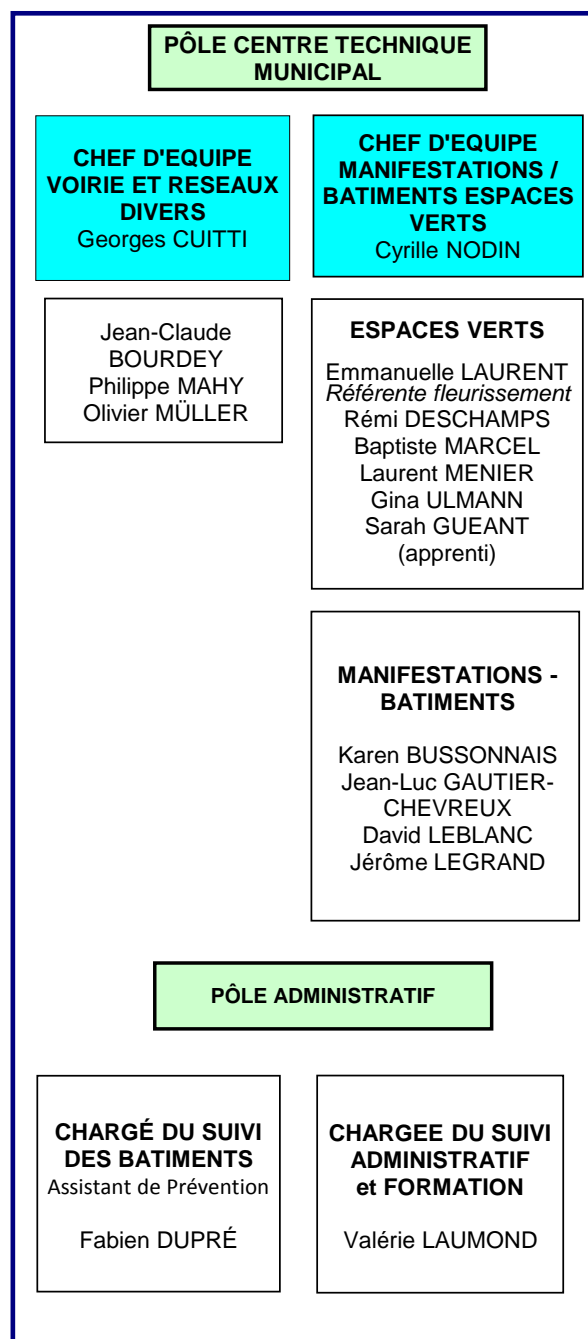 PÔLE CENTRE TECHNIQUE
MUNICIPAL
CHEF D'EQUIPE
VOIRIE ET RESEAUX
DIVERS
Georges CUITTI
CHEF D'EQUIPE
MANIFESTATIONS /
BATIMENTS ESPACES
VERTS
Cyrille NODIN
Jean-Claude
BOURDEY
Philippe MAHY
Olivier MÜLLER
ESPACES VERTS
Emmanuelle LAURENT
Référente fleurissement
Rémi DESCHAMPS
Baptiste MARCEL
Laurent MENIER
Gina ULMANN
Sarah GUEANT
(apprenti)
MANIFESTATIONS -
BATIMENTS
Karen BUSSONNAIS
Jean-Luc GAUTIER-
CHEVREUX
David LEBLANC
Jérôme LEGRAND
PÔLE ADMINISTRATIF
CHARGÉ DU SUIVI
DES BATIMENTS
Assistant de Prévention
Fabien DUPRÉ
CHARGEE DU SUIVI
ADMINISTRATIF
et FORMATION
Valérie LAUMOND